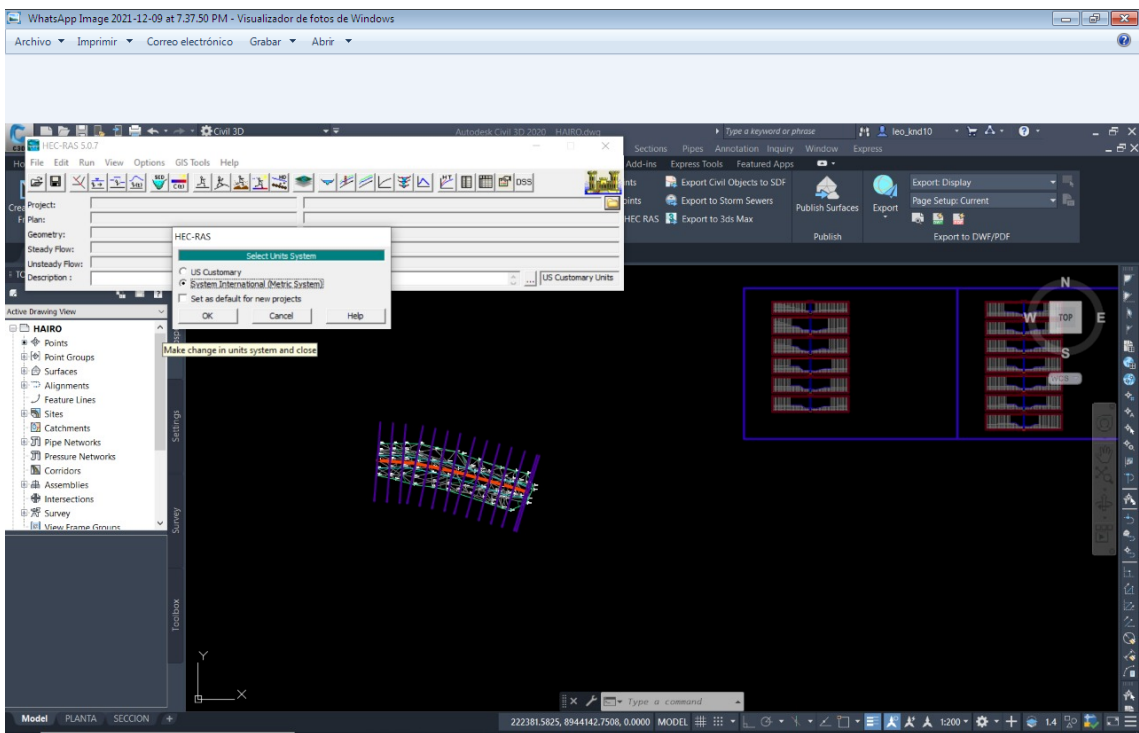 WhatsApp Image 2021-12-09 at 7.37.50 PM - Visualizador de fotos de Windows
Archivo Imprimir Correo electrónico Grabar Abrir
Civil 3D
Autodesk Civil 3D 2020 HAIRO.dwg
Type a keyword or phrase
leo_knd10
HEC-RAS 5.0.7
Sections Pipes Annotation Inquiry Window Express
File Edit Run View Options GIS Tools Help
Add-ins Express Tools Featured Apps
DSS
Export Civil Objects to SDF
Export to Storm Sewers
HEC RAS
Export to 3ds Max
Publish Surfaces
Export
Export: Display
Page Setup: Current
Publish
Export to DWF/PDF
Project:
Plan:
Geometry:
Steady Flow:
Unsteady Flow:
Description :
...
US Customary Units
HEC-RAS
Select Units System
US Customary
System International (Metric System)
Set as default for new projects
OK Cancel Help
Make change in units system and close
Active Drawing View
HAIRO
Points
Point Groups
Surfaces
Alignments
Feature Lines
Sites
Catchments
Pipe Networks
Pressure Networks
Corridors
Assemblies
Intersections
Survey
View Frame Groups
Settings
Survey
Toolbox
N
W TOP E
S
Y
X
Type a command
Model PLANTA SECCION +
222381.5825, 8944142.7508, 0.0000 MODEL 1:200 1.4